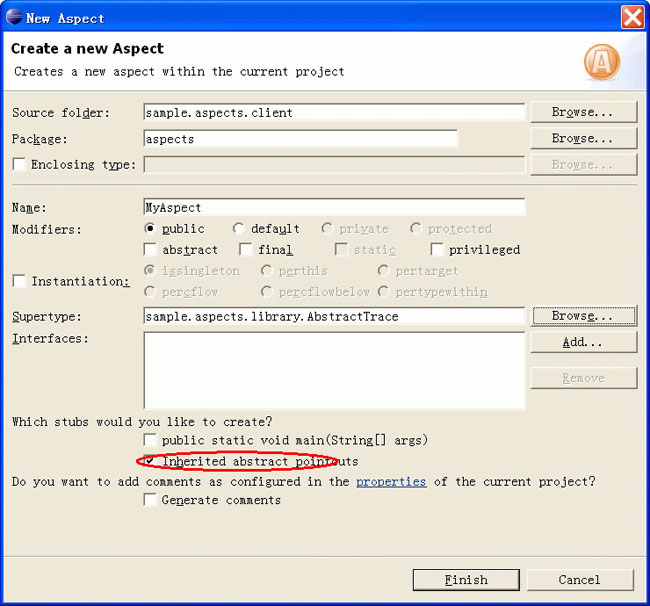 New Aspect
Create a new Aspect
Creates a new aspect within the current project
A
Source folder: sample.aspects.client Browse...
Package: aspects Browse...
Enclosing type: Browse...
Name: MyAspect
Modifiers: public default private protected
abstract final static privileged
Instantiation: issingleton perthis pertarget
percflow percflowbelow pertypewithin
Supertype: sample.aspects.library.AbstractTrace Browse...
Interfaces: Add...
Remove
Which stubs would you like to create?
public static void main(String[] args)
Inherited abstract pointcuts
Do you want to add comments as configured in the properties of the current project?
Generate comments
Finish Cancel